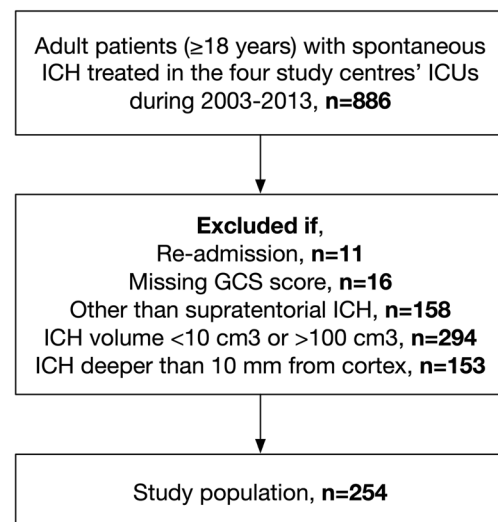 Adult patients (≥18 years) with spontaneous
ICH treated in the four study centres’ ICUs
during 2003-2013, n=886
Excluded if,
Re-admission, n=11
Missing GCS score, n=16
Other than supratentorial ICH, n=158
ICH volume <10 cm3 or >100 cm3, n=294
ICH deeper than 10 mm from cortex, n=153
Study population, n=254